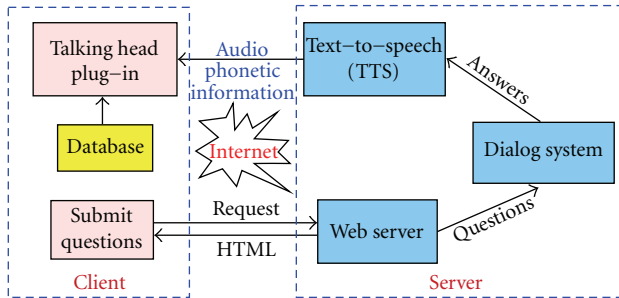 Talking head
plug-in
Audio
phonetic
information
Text-to-speech
(TTS)
Answers
Database
Internet
Dialog system
Submit
questions
Request
HTML
Web server
Questions
Client
Server